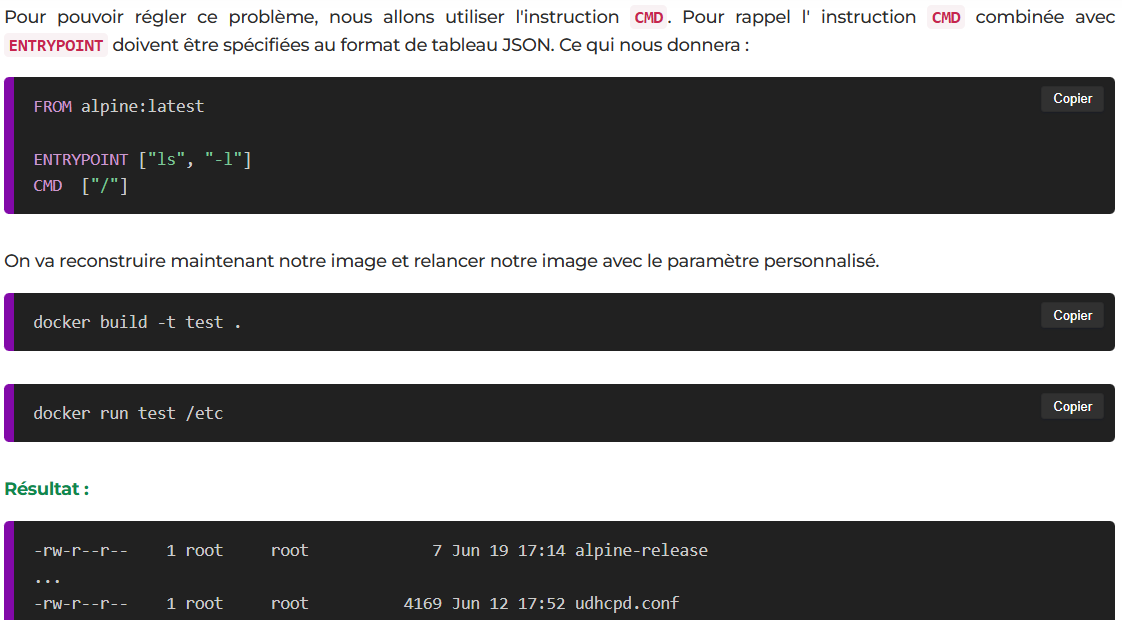 Pour pouvoir régler ce problème, nous allons utiliser l'instruction CMD. Pour rappel l' instruction CMD combinée avec
ENTRYPOINT doivent être spécifiées au format de tableau JSON. Ce qui nous donnera :
Copier
FROM alpine:latest
ENTRYPOINT ["ls", "-l"]
CMD  ["/"]
On va reconstruire maintenant notre image et relancer notre image avec le paramètre personnalisé.
Copier
docker build -t test .
Copier
docker run test /etc
Résultat :
-rw-r--r--    1 root     root             7 Jun 19 17:14 alpine-release
...
-rw-r--r--    1 root     root          4169 Jun 12 17:52 udhcpd.conf